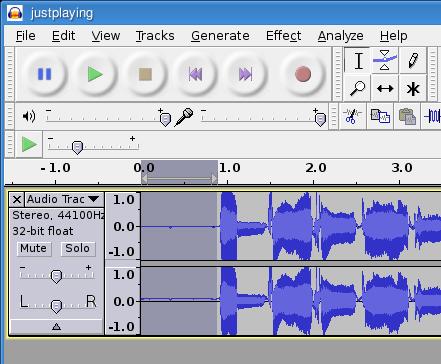 justplaying
File Edit View Tracks Generate Effect Analyze Help
- +
- +
- +
-1.0 0.0 1.0 2.0 3.0
Audio Trac
Stereo, 44100Hz
32-bit float
Mute Solo
- +
L R
1.0
0.0
-1.0
1.0
0.0
-1.0